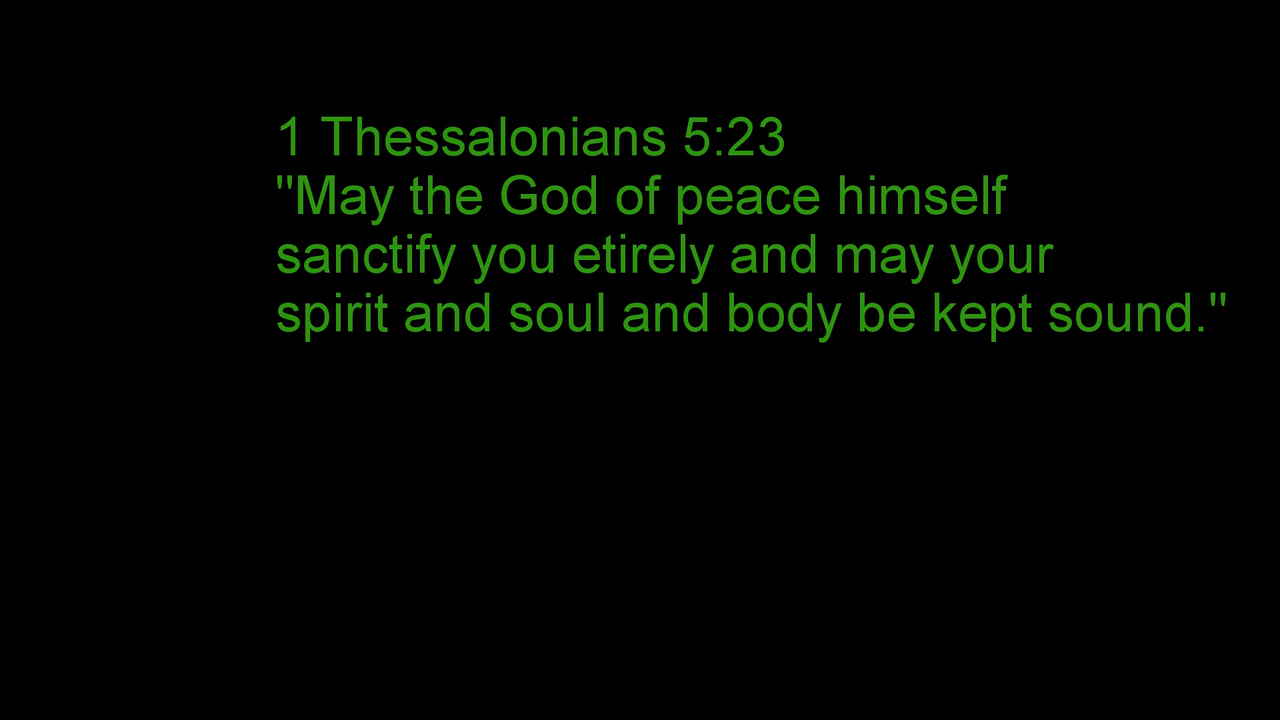 1 Thessalonians 5:23
"May the God of peace himself
sanctify you etirely and may your
spirit and soul and body be kept sound."